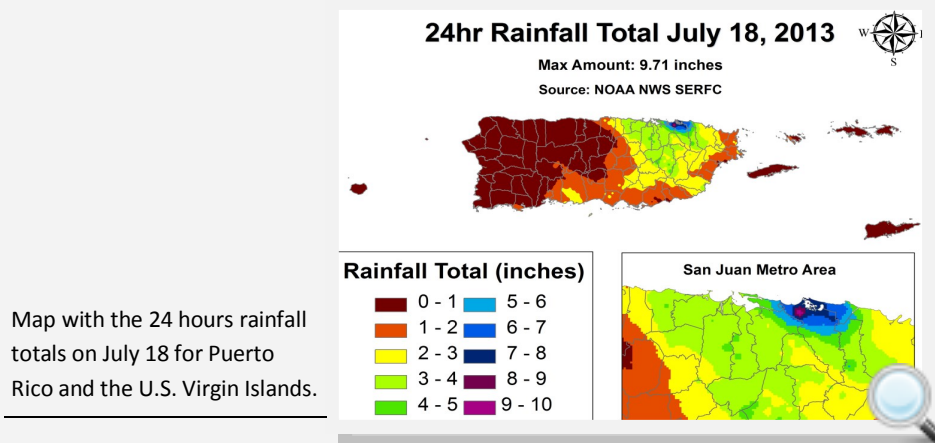 24hr Rainfall Total July 18, 2013
Max Amount: 9.71 inches
Source: NOAA NWS SERFC
W
S
Rainfall Total (inches)
0 - 1
5 - 6
1 - 2
6 - 7
2 - 3
7 - 8
3 - 4
8 - 9
4 - 5
9 - 10
San Juan Metro Area
Map with the 24 hours rainfall
totals on July 18 for Puerto
Rico and the U.S. Virgin Islands.